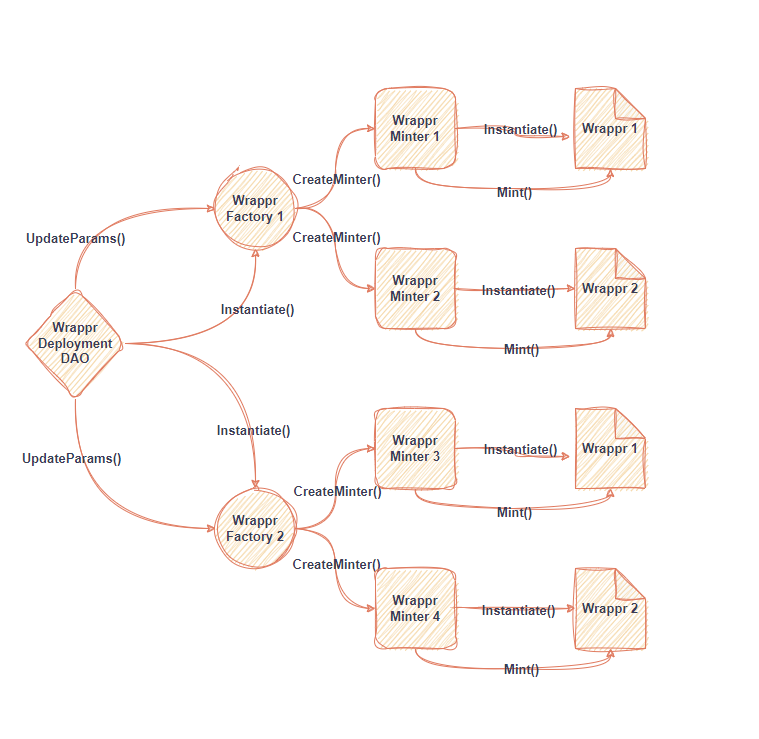 Wrappr
Minter 1
Instantiate()
Wrappr 1
CreateMinter()
Mint()
Wrappr
Factory 1
UpdateParams()
CreateMinter()
Wrappr
Minter 2
Instantiate()
Wrappr 2
Instantiate()
Mint()
Wrappr
Deployment
DAO
Instantiate()
Wrappr
Minter 3
Instantiate()
Wrappr 1
UpdateParams()
CreateMinter()
Mint()
Wrappr
Factory 2
CreateMinter()
Wrappr
Minter 4
Instantiate()
Wrappr 2
Mint()